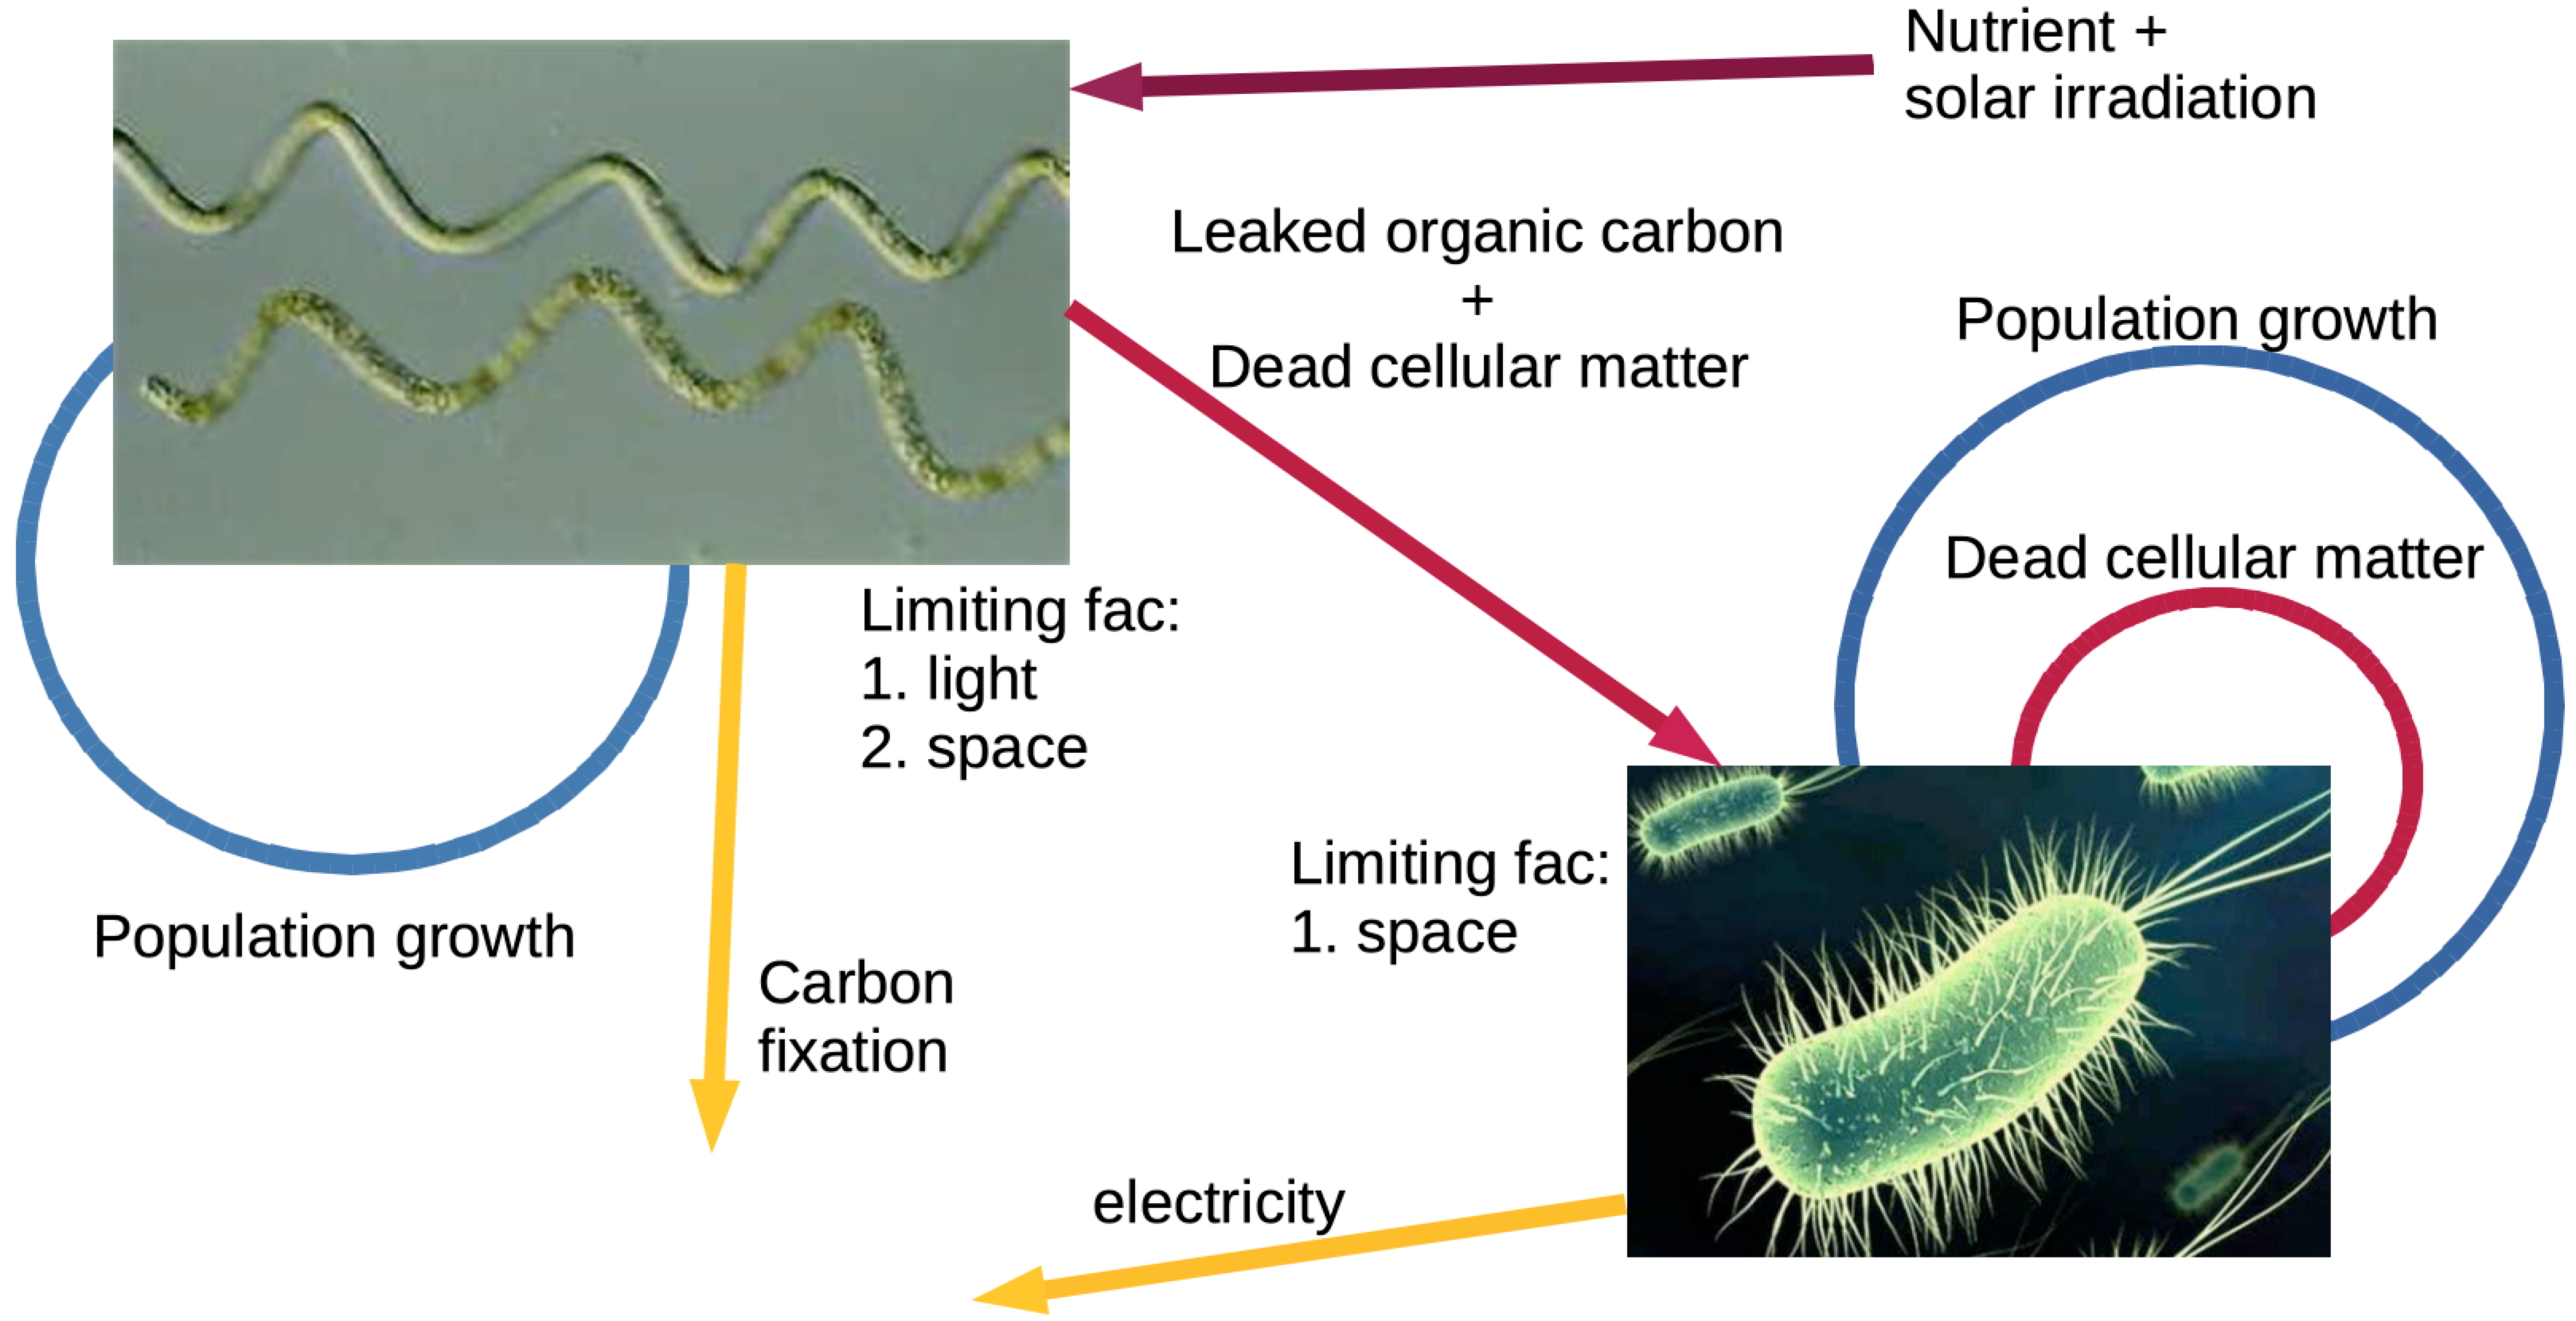 Nutrient +
solar irradiation
Leaked organic carbon
+
Dead cellular matter
Population growth
Dead cellular matter
Limiting fac:
1. light
2. space
Limiting fac:
1. space
Population growth
Carbon
fixation
electricity